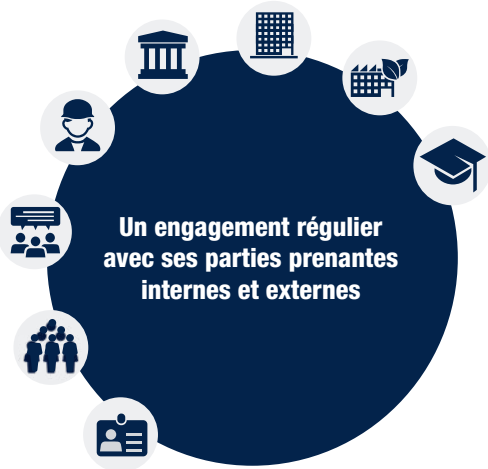 Un engagement régulier
avec ses parties prenantes
internes et externes